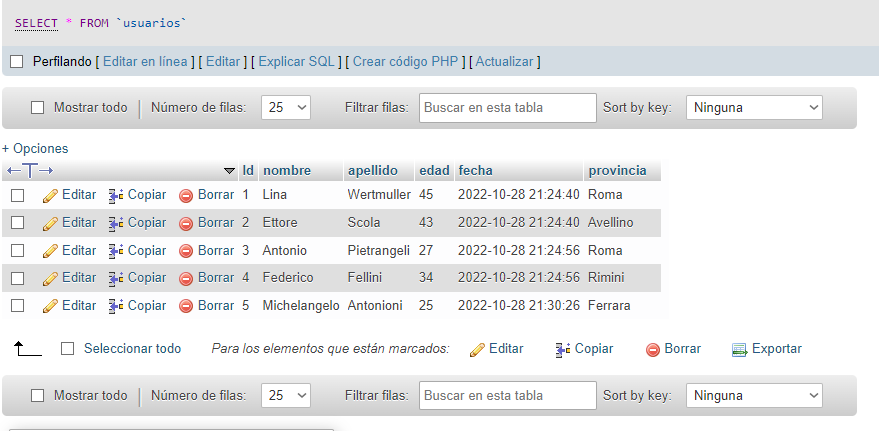 SELECT * FROM `usuarios`
Perfilando [ Editar en línea ] [ Editar ] [ Explicar SQL ] [ Crear código PHP ] [ Actualizar ]
Mostrar todo | Número de filas: 25 Filtrar filas: Buscar en esta tabla Sort by key: Ninguna
+ Opciones
Id nombre apellido edad fecha provincia
Editar Copiar Borrar 1 Lina Wertmuller 45 2022-10-28 21:24:40 Roma
Editar Copiar Borrar 2 Ettore Scola 43 2022-10-28 21:24:40 Avellino
Editar Copiar Borrar 3 Antonio Pietrangeli 27 2022-10-28 21:24:56 Roma
Editar Copiar Borrar 4 Federico Fellini 34 2022-10-28 21:24:56 Rimini
Editar Copiar Borrar 5 Michelangelo Antonioni 25 2022-10-28 21:30:26 Ferrara
Seleccionar todo Para los elementos que están marcados: Editar Copiar Borrar Exportar
Mostrar todo | Número de filas: 25 Filtrar filas: Buscar en esta tabla Sort by key: Ninguna